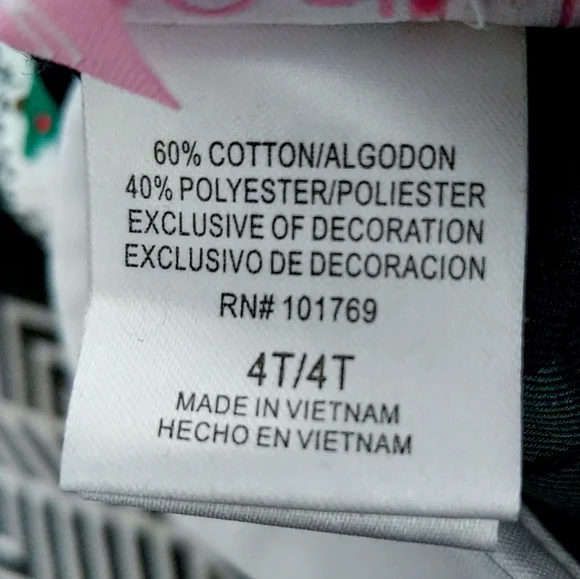 60% COTTON/ALGODON
40% POLYESTER/POLIESTER
EXCLUSIVE OF DECORATION
EXCLUSIVO DE DECORACION
RN# 101769
4T/4T
MADE IN VIETNAM
HECHO EN VIETNAM